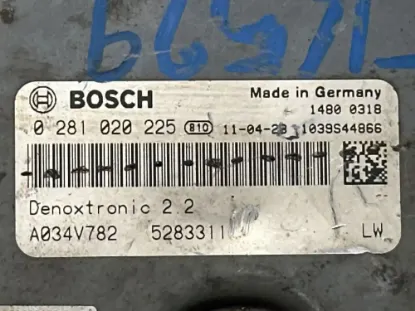 BOSCH
Made in Germany
1480 0318
0 281 020 225 B10 11-04-28 1039S44866
Denoxtronic 2.2
A034V782 5283311 LW